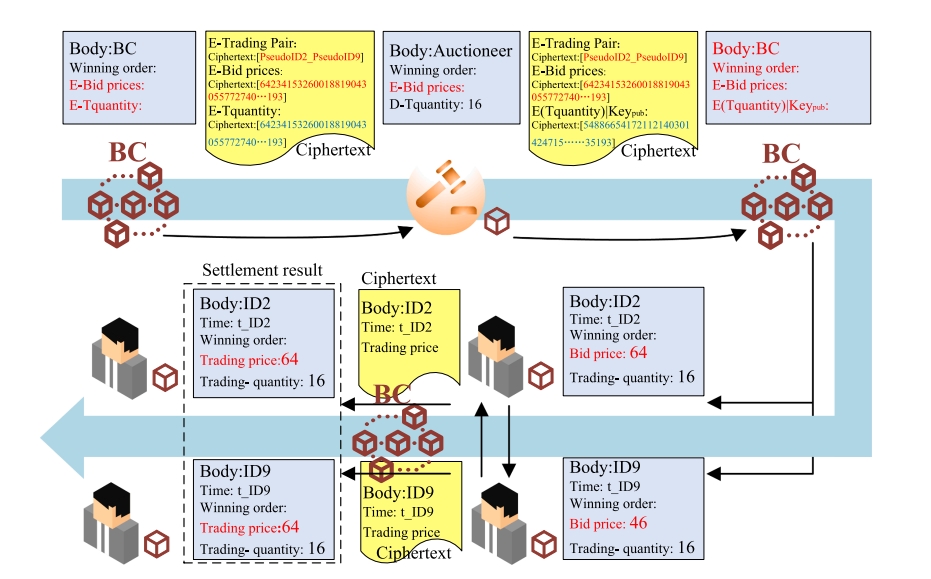 Body:BC
Winning order:
E-Bid prices:
E-Tquantity:
E-Trading Pair:
Ciphertext:[PseudoID2_PseudoID9]
E-Bid prices:
Ciphertext:[64234153260018819043
055772740···193]
E-Tquantity:
Ciphertext:[64234153260018819043
055772740···193]
Ciphertext
Body:Auctioneer
Winning order:
E-Bid prices:
D-Tquantity: 16
E-Trading Pair:
Ciphertext:[PseudoID2_PseudoID9]
E-Bid prices:
Ciphertext:[64234153260018819043
055772740···193]
E(Tquantity)|Keypub:
Ciphertext:[54886654172112140301
424715······35193]
Ciphertext
Body:BC
Winning order:
E-Bid prices:
E(Tquantity)|Keypub:
BC
BC
Settlement result
Body:ID2
Time: t_ID2
Winning order:
Trading price:64
Trading- quantity: 16
Ciphertext
Body:ID2
Time: t_ID2
Trading price
Body:ID2
Time: t_ID2
Winning order:
Bid price: 64
Trading- quantity: 16
BC
Body:ID9
Time: t_ID9
Winning order:
Trading price:64
Trading- quantity: 16
Body:ID9
Time: t_ID9
Trading price
Ciphertext
Body:ID9
Time: t_ID9
Winning order:
Bid price: 46
Trading- quantity: 16